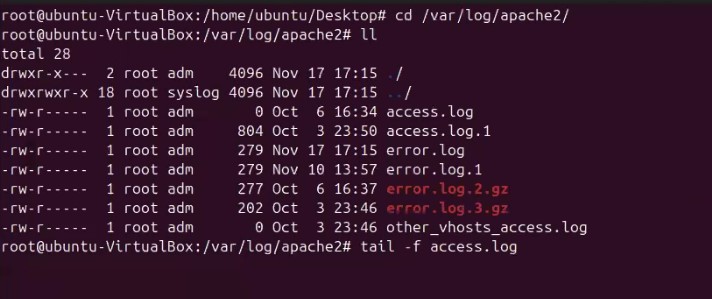 root@ubuntu-VirtualBox:/home/ubuntu/Desktop# cd /var/log/apache2/
root@ubuntu-VirtualBox:/var/log/apache2# ll
total 28
drwxr-x---  2 root adm    4096 Nov 17 17:15 ./
drwxrwxr-x 18 root syslog 4096 Nov 17 17:15 ../
-rw-r-----  1 root adm       0 Oct  6 16:34 access.log
-rw-r-----  1 root adm     804 Oct  3 23:50 access.log.1
-rw-r-----  1 root adm     279 Nov 17 17:15 error.log
-rw-r-----  1 root adm     279 Nov 10 13:57 error.log.1
-rw-r-----  1 root adm     277 Oct  6 16:37 error.log.2.gz
-rw-r-----  1 root adm     202 Oct  3 23:46 error.log.3.gz
-rw-r-----  1 root adm       0 Oct  3 23:46 other_vhosts_access.log
root@ubuntu-VirtualBox:/var/log/apache2# tail -f access.log